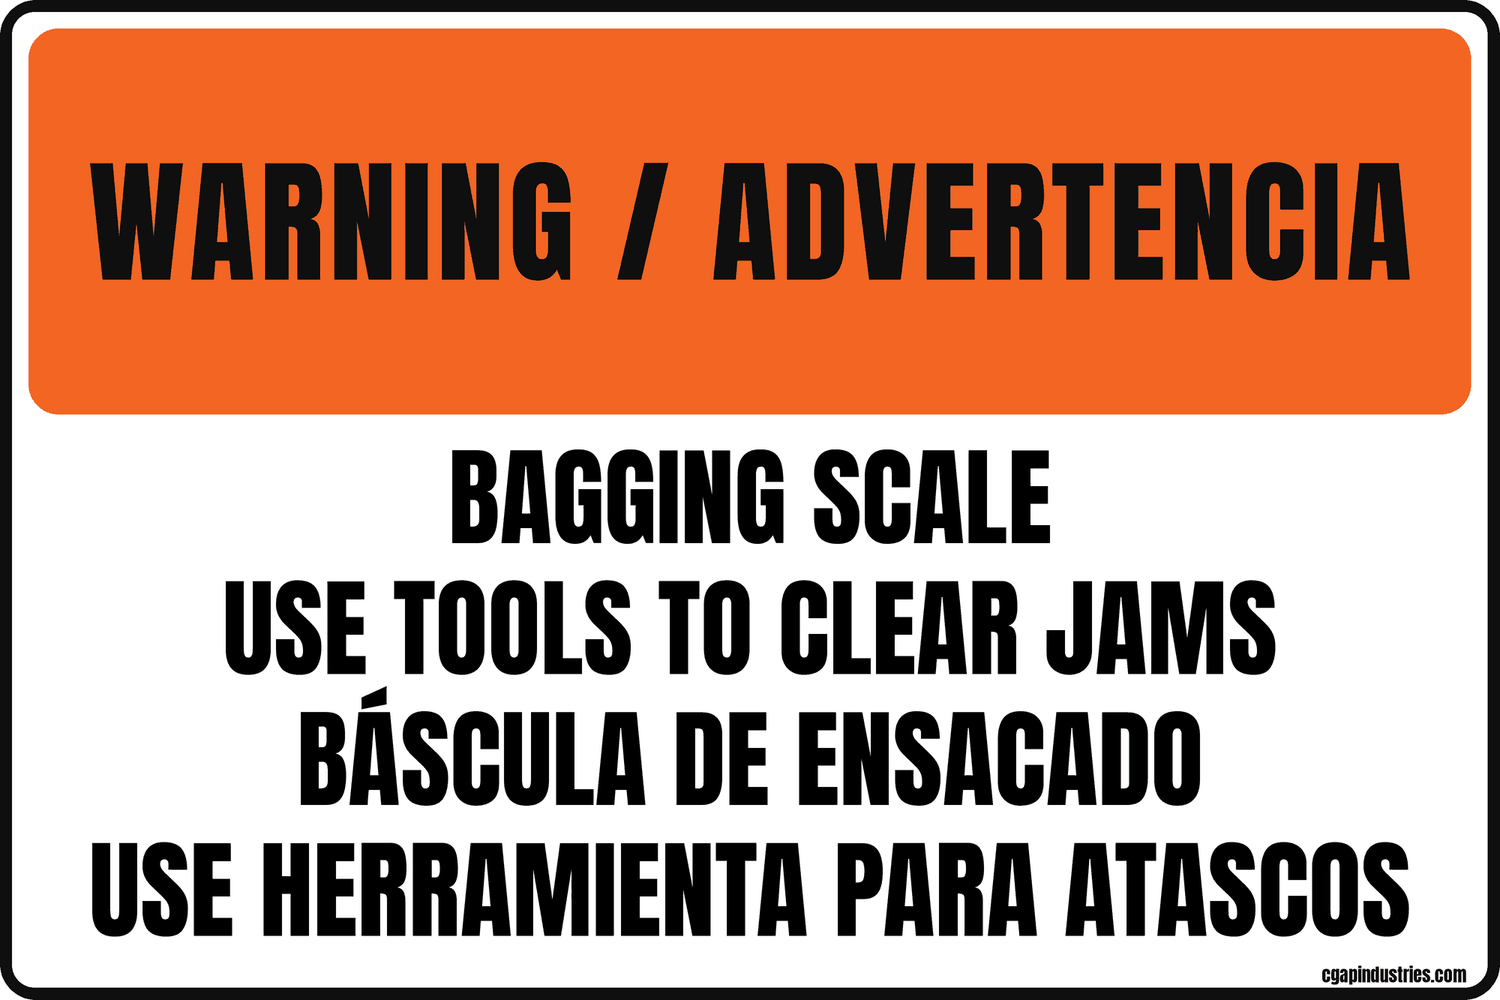 WARNING / ADVERTENCIA
BAGGING SCALE
USE TOOLS TO CLEAR JAMS
BÁSCULA DE ENSACADO
USE HERRAMIENTA PARA ATASCOS
cgapindustries.com